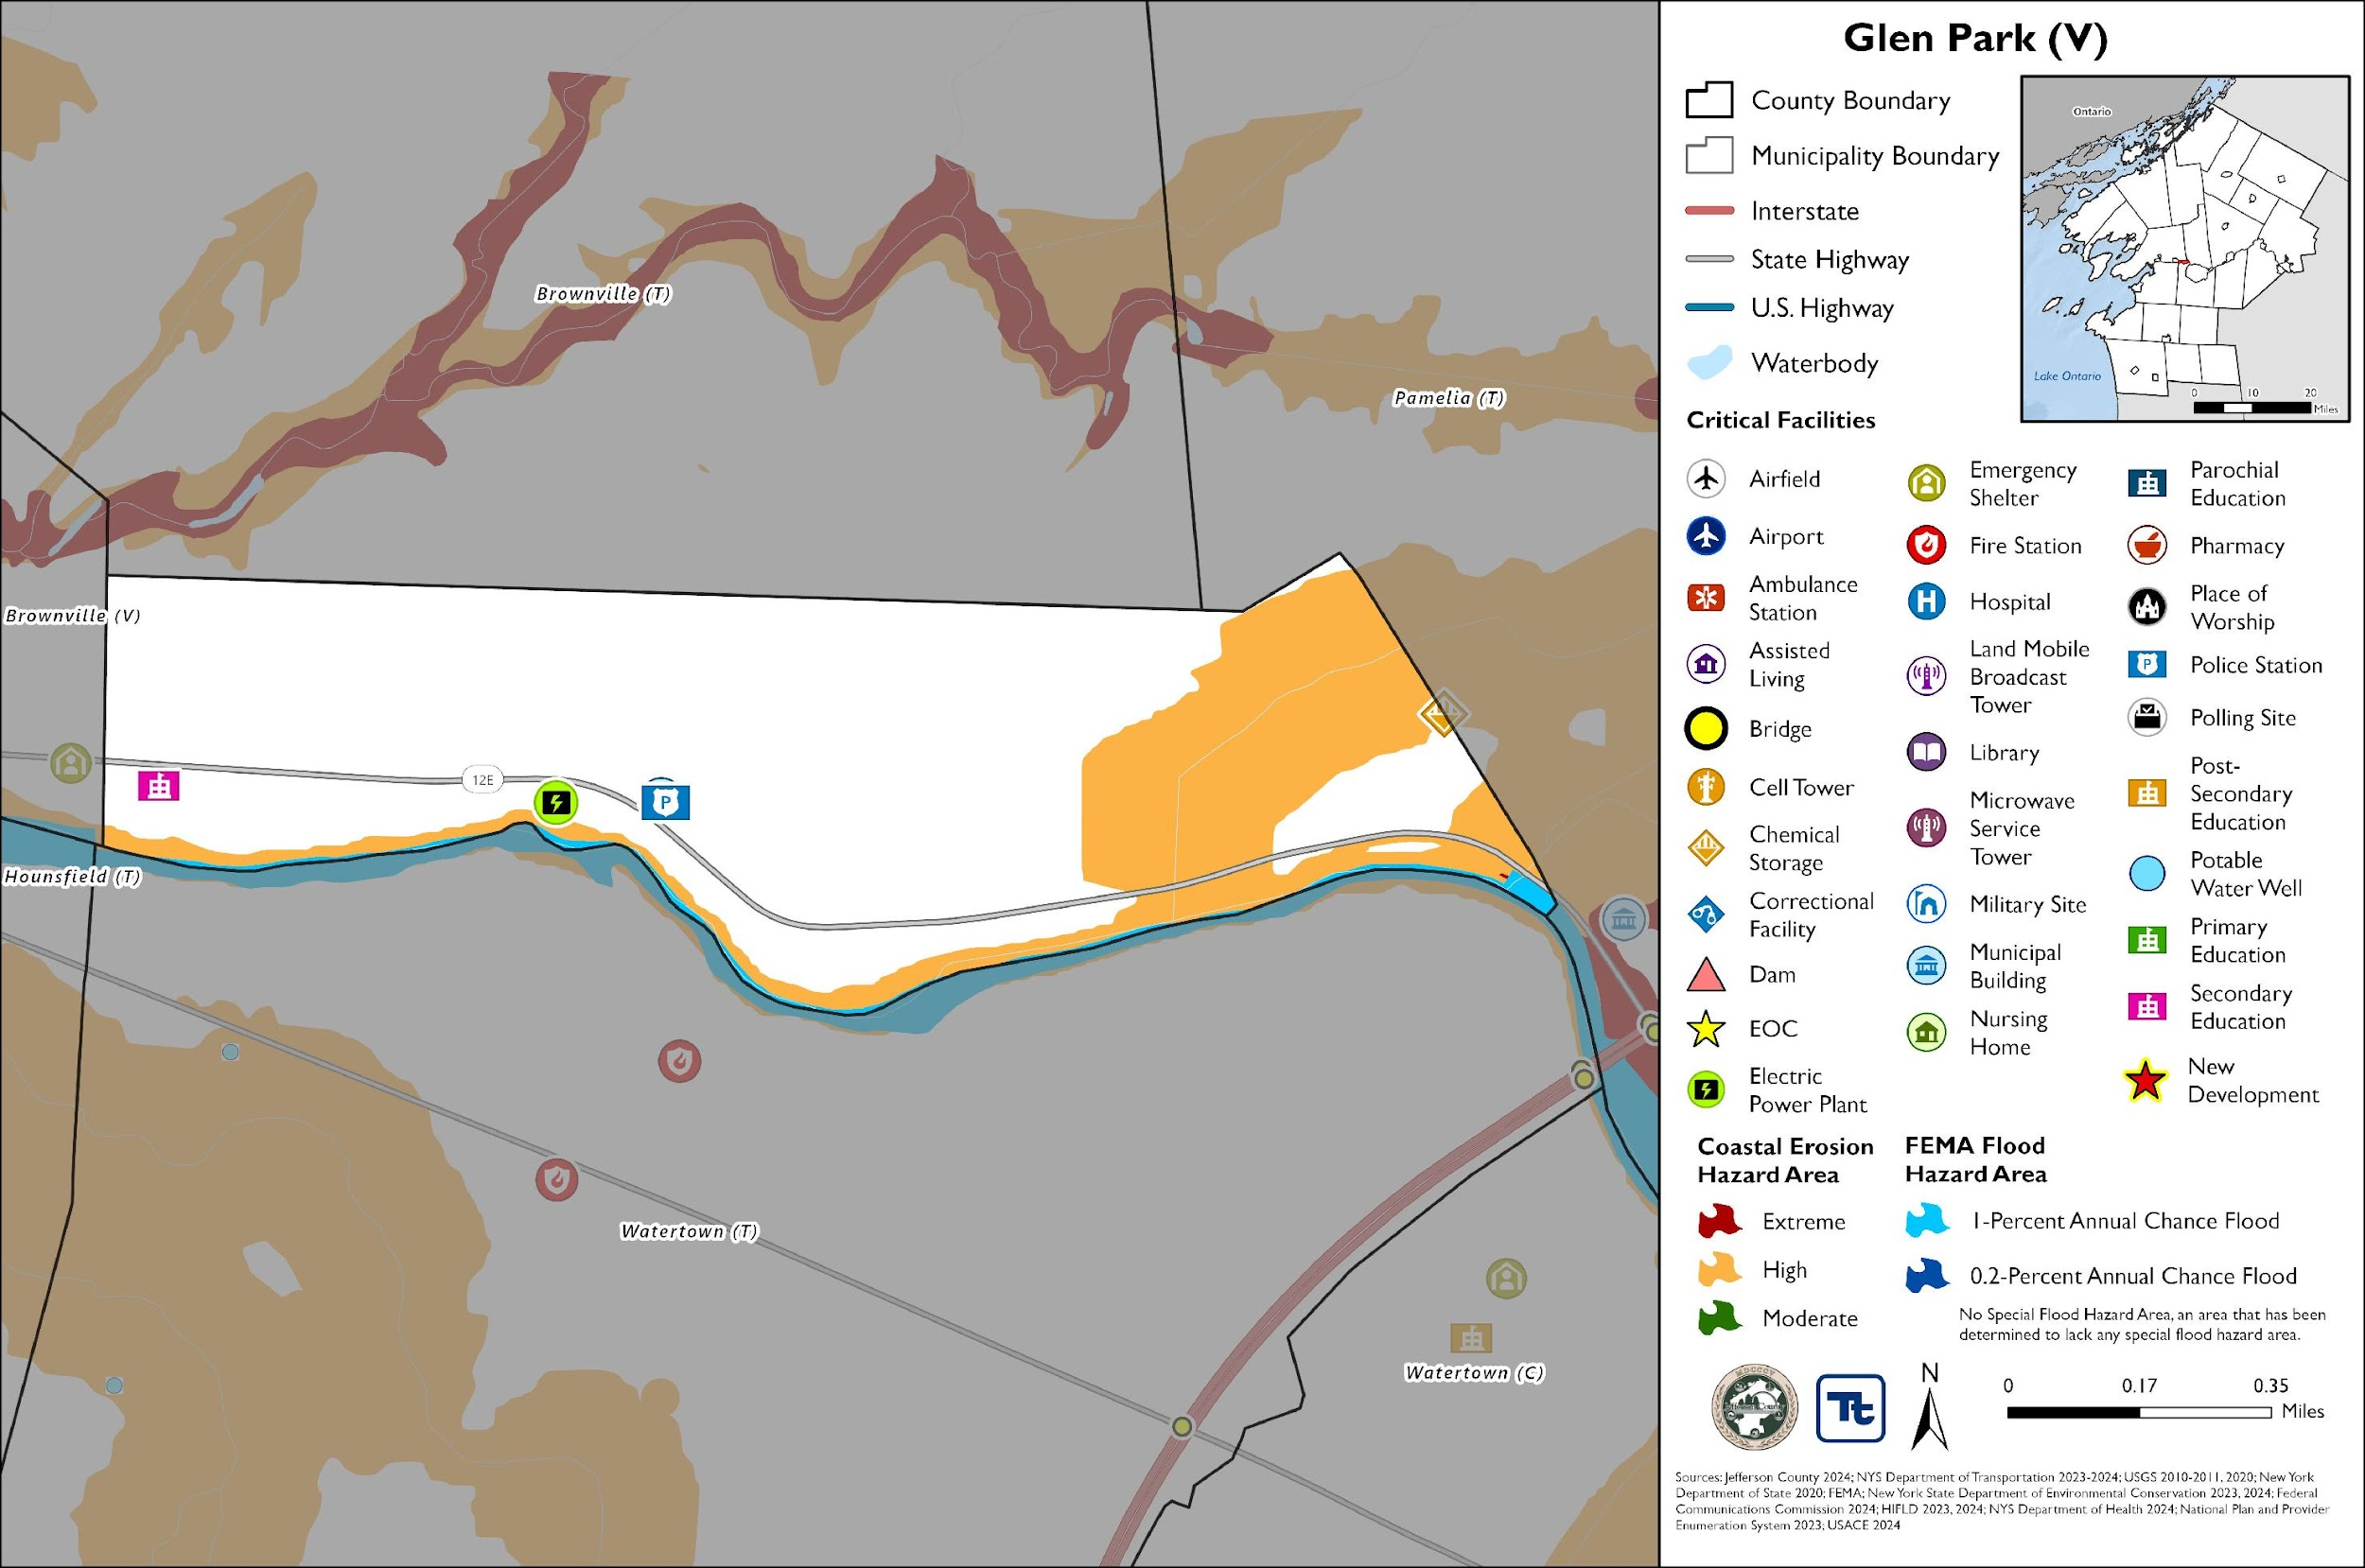 Glen Park (V)
County Boundary
Municipality Boundary
Interstate
State Highway
U.S. Highway
Waterbody
Ontario
Lake Ontario
0 10 20
Miles
Critical Facilities
Airfield
Airport
Ambulance
Station
Assisted
Living
Bridge
Cell Tower
Chemical
Storage
Correctional
Facility
Dam
EOC
Electric
Power Plant
Emergency
Shelter
Fire Station
H
Hospital
Land Mobile
Broadcast
Tower
Library
Microwave
Service
Tower
Military Site
Municipal
Building
Nursing
Home
Parochial
Education
Pharmacy
Place of
Worship
P
Police Station
Polling Site
Post-
Secondary
Education
Potable
Water Well
Primary
Education
Secondary
Education
New
Development
Coastal Erosion
Hazard Area
Extreme
High
Moderate
FEMA Flood
Hazard Area
1-Percent Annual Chance Flood
0.2-Percent Annual Chance Flood
No Special Flood Hazard Area, an area that has been
determined to lack any special flood hazard area.
Tt
N
0 0.17 0.35
Miles
Sources: Jefferson County 2024; NYS Department of Transportation 2023-2024; USGS 2010-2011, 2020; New York
Department of State 2020; FEMA; New York State Department of Environmental Conservation 2023, 2024; Federal
Communications Commission 2024; HIFLD 2023, 2024; NYS Department of Health 2024; National Plan and Provider
Enumeration System 2023; USACE 2024
Brownville (T)
Pamelia (T)
Brownville (V)
12E
P
Hounsfield (T)
Watertown (T)
Watertown (C)